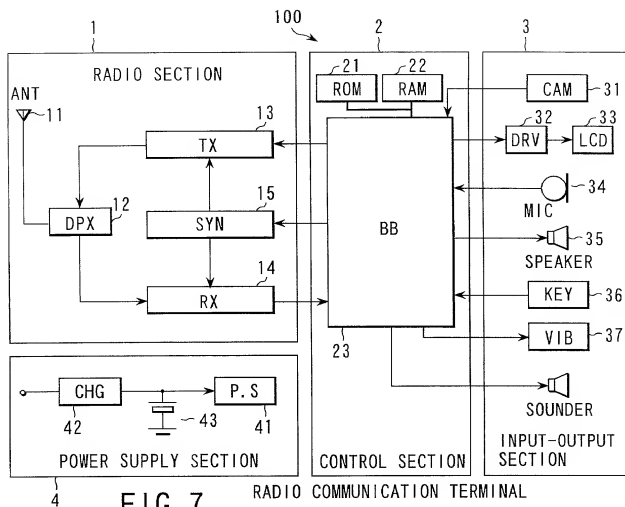 100
1
2
3
RADIO SECTION
21
22
ROM
RAM
CAM
31
ANT
11
13
TX
32
33
DRV
LCD
34
MIC
12
DPX
15
SYN
BB
35
SPEAKER
14
RX
KEY
36
23
VIB
37
CHG
P.S
42
43
41
SOUNDER
POWER SUPPLY SECTION
CONTROL SECTION
INPUT-OUTPUT
SECTION
4
FIG. 7
RADIO COMMUNICATION TERMINAL